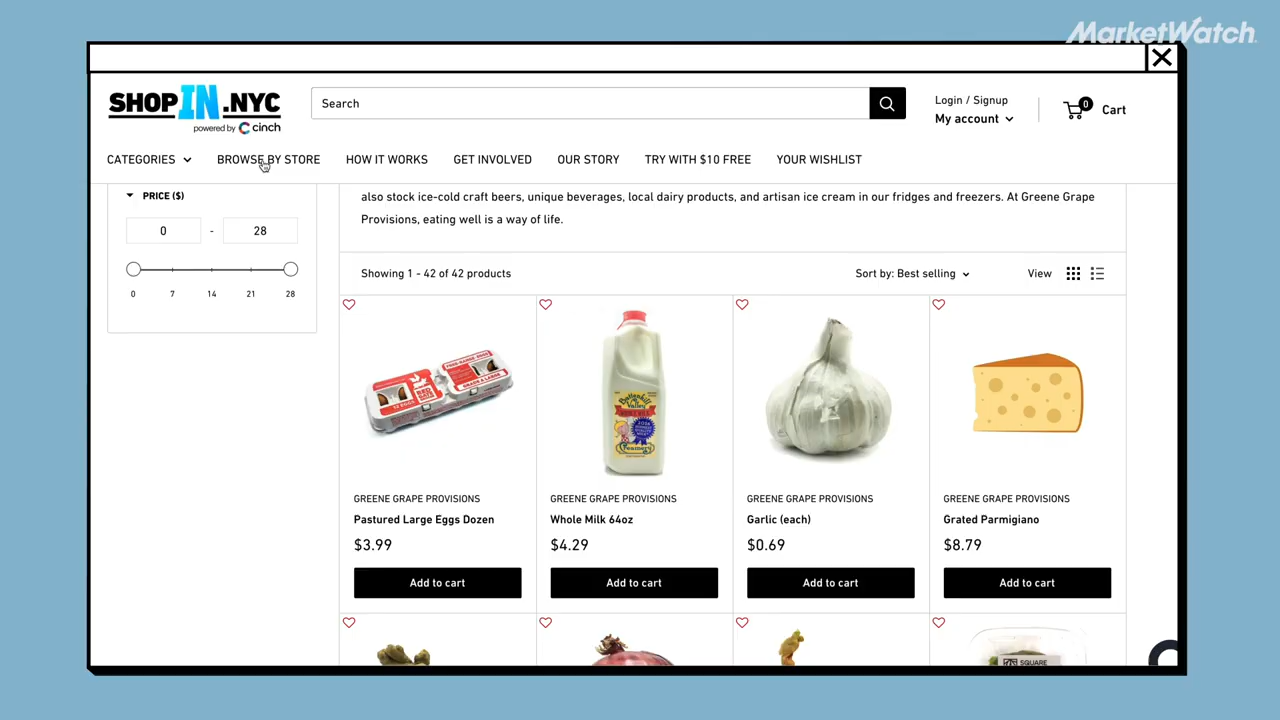 MarketWatch
SHOPIN.NYC
powered by cinch
Search
Login / Signup
My account
0
Cart
CATEGORIES
BROWSE BY STORE
HOW IT WORKS
GET INVOLVED
OUR STORY
TRY WITH $10 FREE
YOUR WISHLIST
PRICE ($)
0 - 28
0 7 14 21 28
also stock ice-cold craft beers, unique beverages, local dairy products, and artisan ice cream in our fridges and freezers. At Greene Grape
Provisions, eating well is a way of life.
Showing 1 - 42 of 42 products
Sort by: Best selling
View
GREENE GRAPE PROVISIONS
Pastured Large Eggs Dozen
$3.99
Add to cart
GREENE GRAPE PROVISIONS
Whole Milk 64oz
$4.29
Add to cart
GREENE GRAPE PROVISIONS
Garlic (each)
$0.69
Add to cart
GREENE GRAPE PROVISIONS
Grated Parmigiano
$8.79
Add to cart
SQUARE